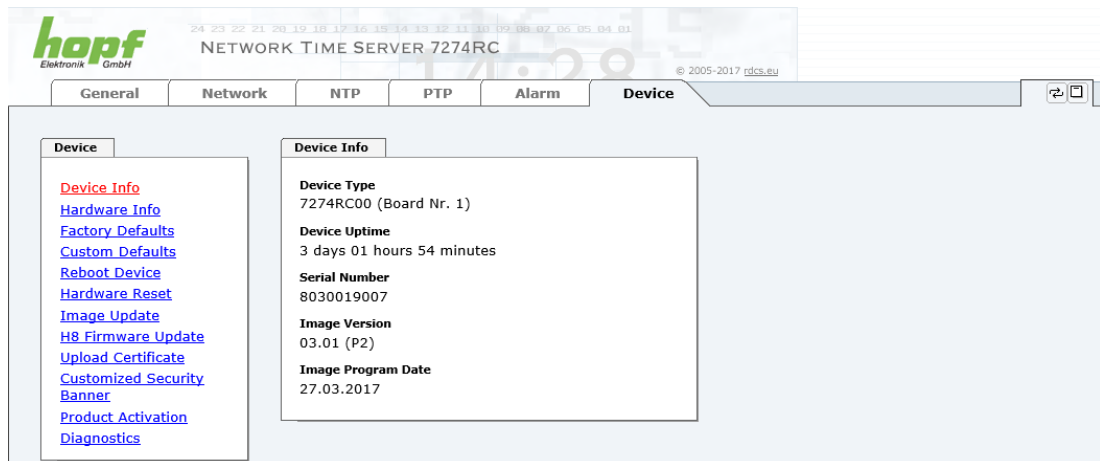 hopf
Elektronik GmbH
24 23 22 21 20 19 18 17 16 15 14 13 12 11 10 09 08 07 06 05 04 01
NETWORK TIME SERVER 7274RC
14:28
© 2005-2017 rdcs.eu
General Network NTP PTP Alarm Device
Device
Device Info
Hardware Info
Factory Defaults
Custom Defaults
Reboot Device
Hardware Reset
Image Update
H8 Firmware Update
Upload Certificate
Customized Security
Banner
Product Activation
Diagnostics
Device Info
Device Type
7274RC00 (Board Nr. 1)
Device Uptime
3 days 01 hours 54 minutes
Serial Number
8030019007
Image Version
03.01 (P2)
Image Program Date
27.03.2017